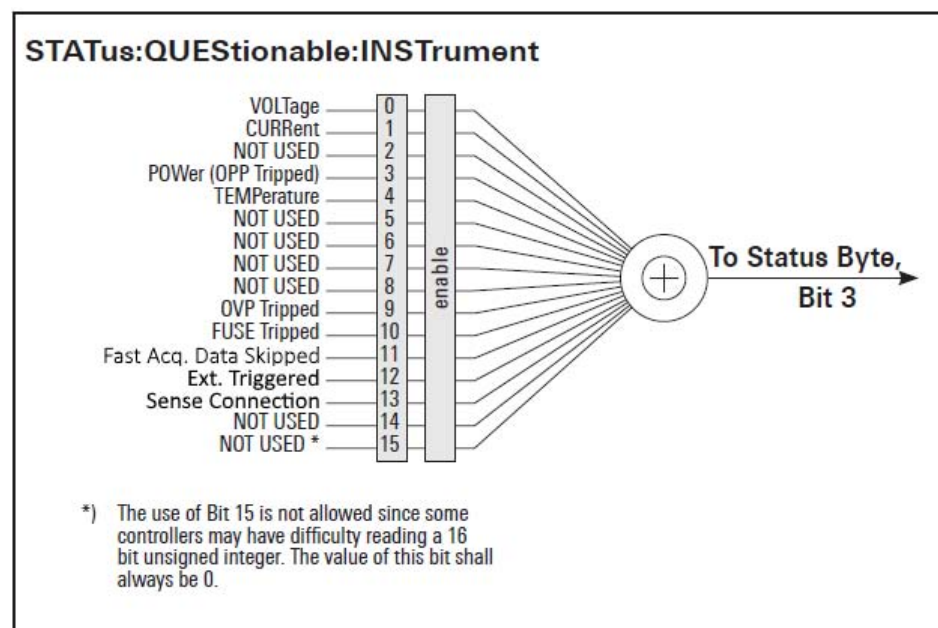 STATus:QUEStionable:INSTrument
VOLTage 0
CURRent 1
NOT USED 2
POWer (OPP Tripped) 3
TEMPerature 4
NOT USED 5
NOT USED 6
NOT USED 7
NOT USED 8
OVP Tripped 9
FUSE Tripped 10
Fast Acq. Data Skipped 11
Ext. Triggered 12
Sense Connection 13
NOT USED 14
NOT USED * 15
enable
To Status Byte,
Bit 3
*) The use of Bit 15 is not allowed since some
controllers may have difficulty reading a 16
bit unsigned integer. The value of this bit shall
always be 0.